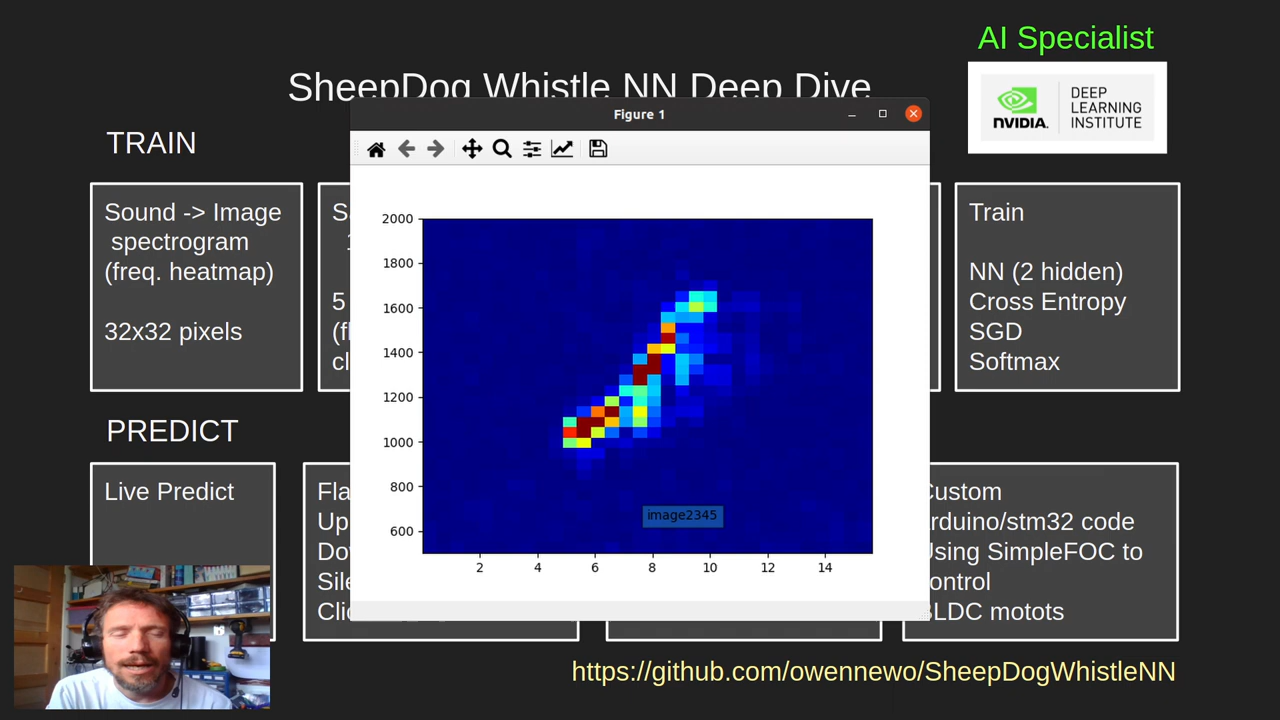 AI Specialist
SheepDog Whistle NN Deep Dive
NVIDIA.
DEEP
LEARNING
INSTITUTE
TRAIN
Figure 1
Sound -> Image
spectrogram
(freq. heatmap)
32x32 pixels
5
2000
1800
1600
1400
1200
1000
800
600
2
4
6
8
10
12
14
image2345
Train
NN (2 hidden)
Cross Entropy
SGD
Softmax
PREDICT
Live Predict
Custom
arduino/stm32 code
Using SimpleFOC to
control
BLDC motots
https://github.com/owennewo/SheepDogWhistleNN